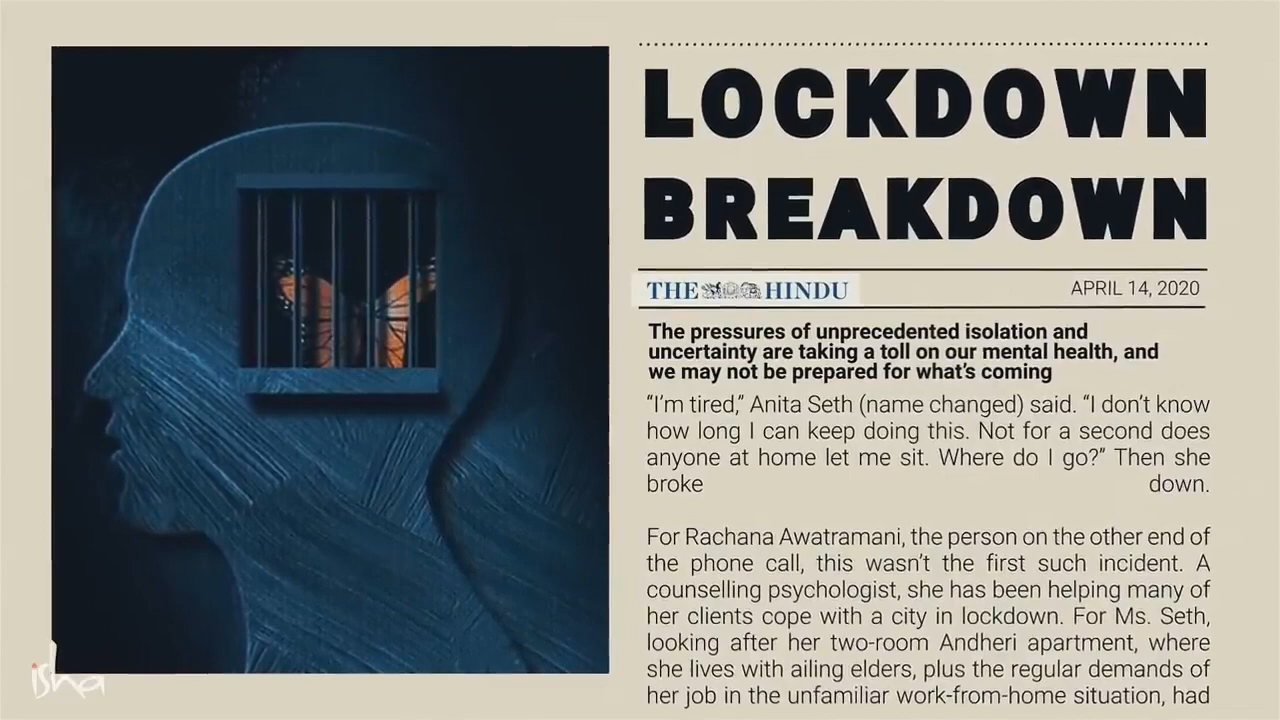 LOCKDOWN
BREAKDOWN
THE HINDU
APRIL 14, 2020
The pressures of unprecedented isolation and
uncertainty are taking a toll on our mental health, and
we may not be prepared for what's coming
“I'm tired,” Anita Seth (name changed) said. “I don't know
how long I can keep doing this. Not for a second does
anyone at home let me sit. Where do I go?” Then she
broke down.
For Rachana Awatramani, the person on the other end of
the phone call, this wasn't the first such incident. A
counselling psychologist, she has been helping many of
her clients cope with a city in lockdown. For Ms. Seth,
looking after her two-room Andheri apartment, where
she lives with ailing elders, plus the regular demands of
her job in the unfamiliar work-from-home situation, had
isha